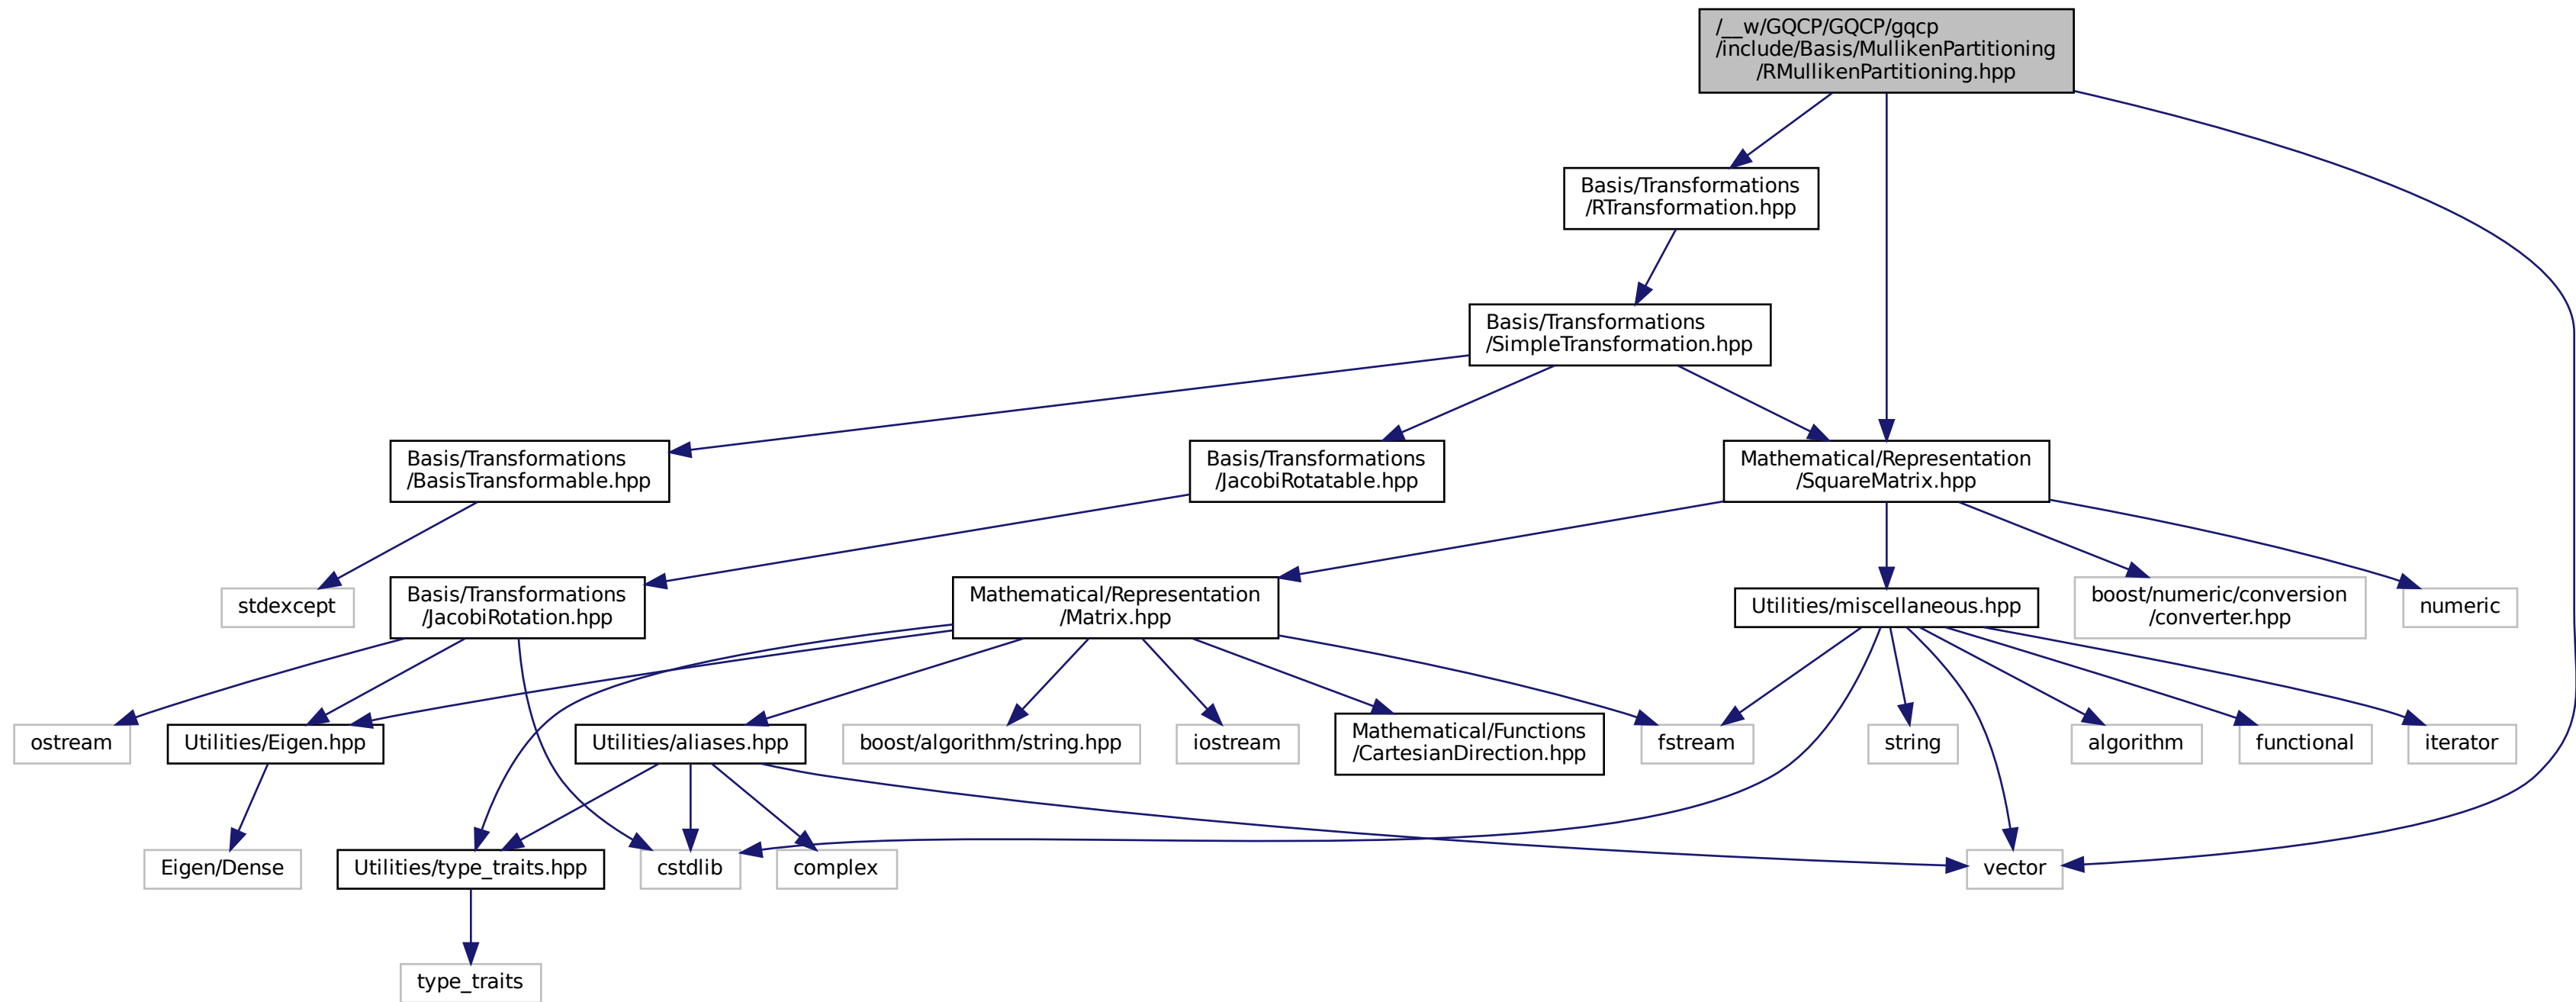 /__w/GQCP/GQCP/gqcp
/include/Basis/MullikenPartitioning
/RMullikenPartitioning.hpp
Basis/Transformations
/RTransformation.hpp
Basis/Transformations
/SimpleTransformation.hpp
Basis/Transformations
/BasisTransformable.hpp
Basis/Transformations
/JacobiRotatable.hpp
Mathematical/Representation
/SquareMatrix.hpp
stdexcept
Basis/Transformations
/JacobiRotation.hpp
Mathematical/Representation
/Matrix.hpp
Utilities/miscellaneous.hpp
boost/numeric/conversion
/converter.hpp
numeric
ostream
Utilities/Eigen.hpp
Utilities/aliases.hpp
boost/algorithm/string.hpp
iostream
Mathematical/Functions
/CartesianDirection.hpp
fstream
string
algorithm
functional
iterator
Eigen/Dense
Utilities/type_traits.hpp
cstdlib
complex
vector
type_traits